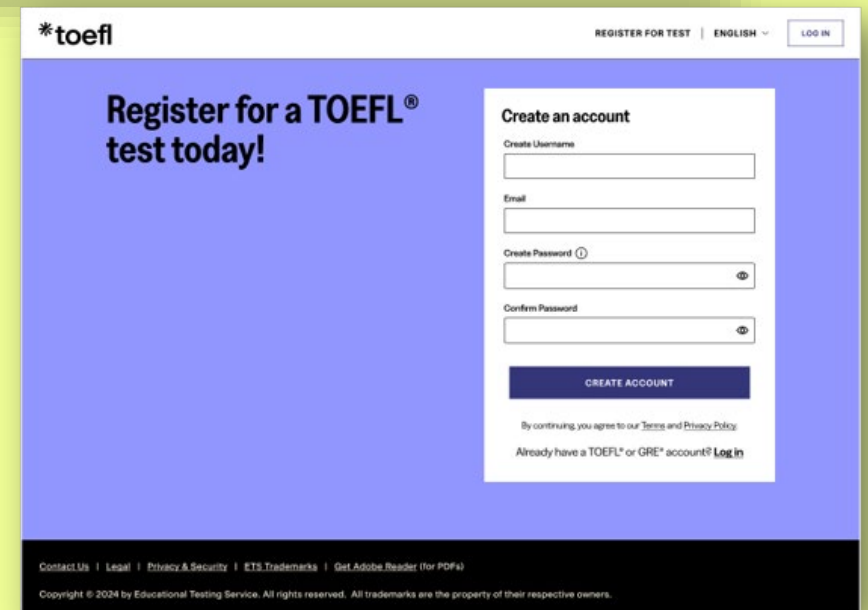 *toefl
REGISTER FOR TEST | ENGLISH
LOG IN
Register for a TOEFL®
test today!
Create an account
Create Username
Email
Create Password
Confirm Password
CREATE ACCOUNT
By continuing, you agree to our Terms and Privacy Policy.
Already have a TOEFL® or GRE® account? Log in
Contact Us | Legal | Privacy & Security | ETS Trademarks | Get Adobe Reader (for PDFs)
Copyright © 2024 by Educational Testing Service. All rights reserved. All trademarks are the property of their respective owners.